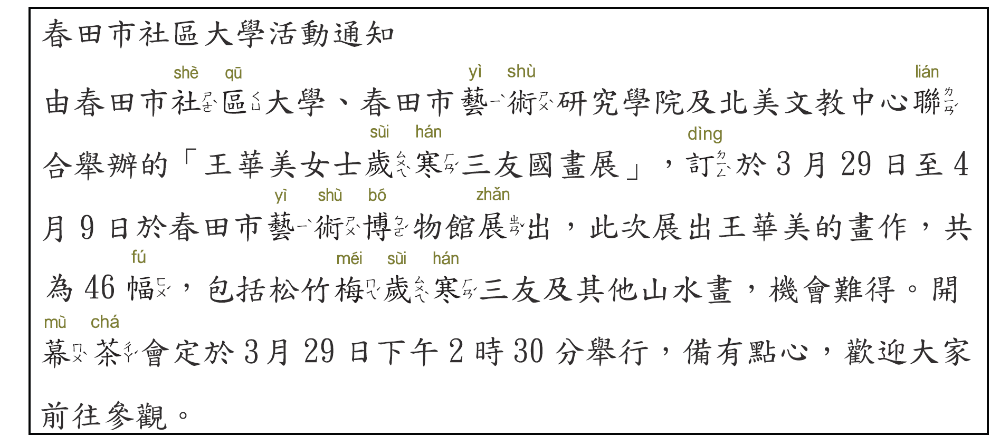 春田市社區大學活動通知
shè qū yì shù lián
由春田市社ㄕㄜˋ區ㄑㄩ大學、春田市藝ㄧˋ術ㄕㄨˋ研究學院及北美文教中心聯ㄌㄧㄢˊ
sùi hán dìng
合舉辦的「王華美女士歲ㄙㄨㄟˋ寒ㄏㄢˊ三友國畫展」，訂ㄉㄧㄥˋ於3月29日至4
yì shù bó zhǎn
月9日於春田市藝ㄧˋ術ㄕㄨˋ博ㄅㄛˊ物館展ㄓㄢˇ出，此次展出王華美的畫作，共
fú méi sùi hán
為46幅ㄈㄨˊ，包括松竹梅ㄇㄟˊ歲ㄙㄨㄟˋ寒ㄏㄢˊ三友及其他山水畫，機會難得。開
mù chá
幕ㄇㄨˋ茶ㄔㄚˊ會定於3月29日下午2時30分舉行，備有點心，歡迎大家
前往參觀。